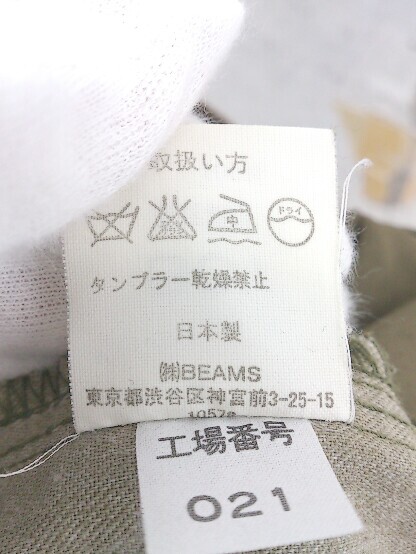 取扱い方
中
ドライ
タンブラー乾燥禁止
日本製
㈱BEAMS
東京都渋谷区神宮前3-25-15
工場番号
021